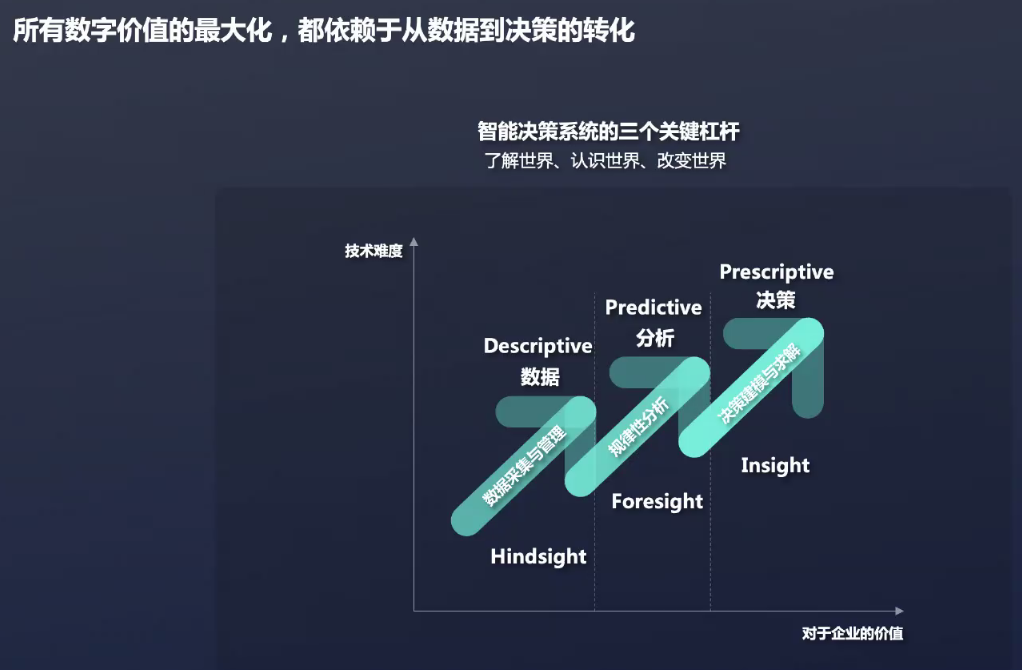 所有数字价值的最大化，都依赖于从数据到决策的转化
智能决策系统的三个关键杠杆
了解世界、认识世界、改变世界
技术难度
Descriptive
数据
数据采集与管理
Hindsight
Predictive
分析
规律性分析
Foresight
Prescriptive
决策
决策建模与求解
Insight
对于企业的价值